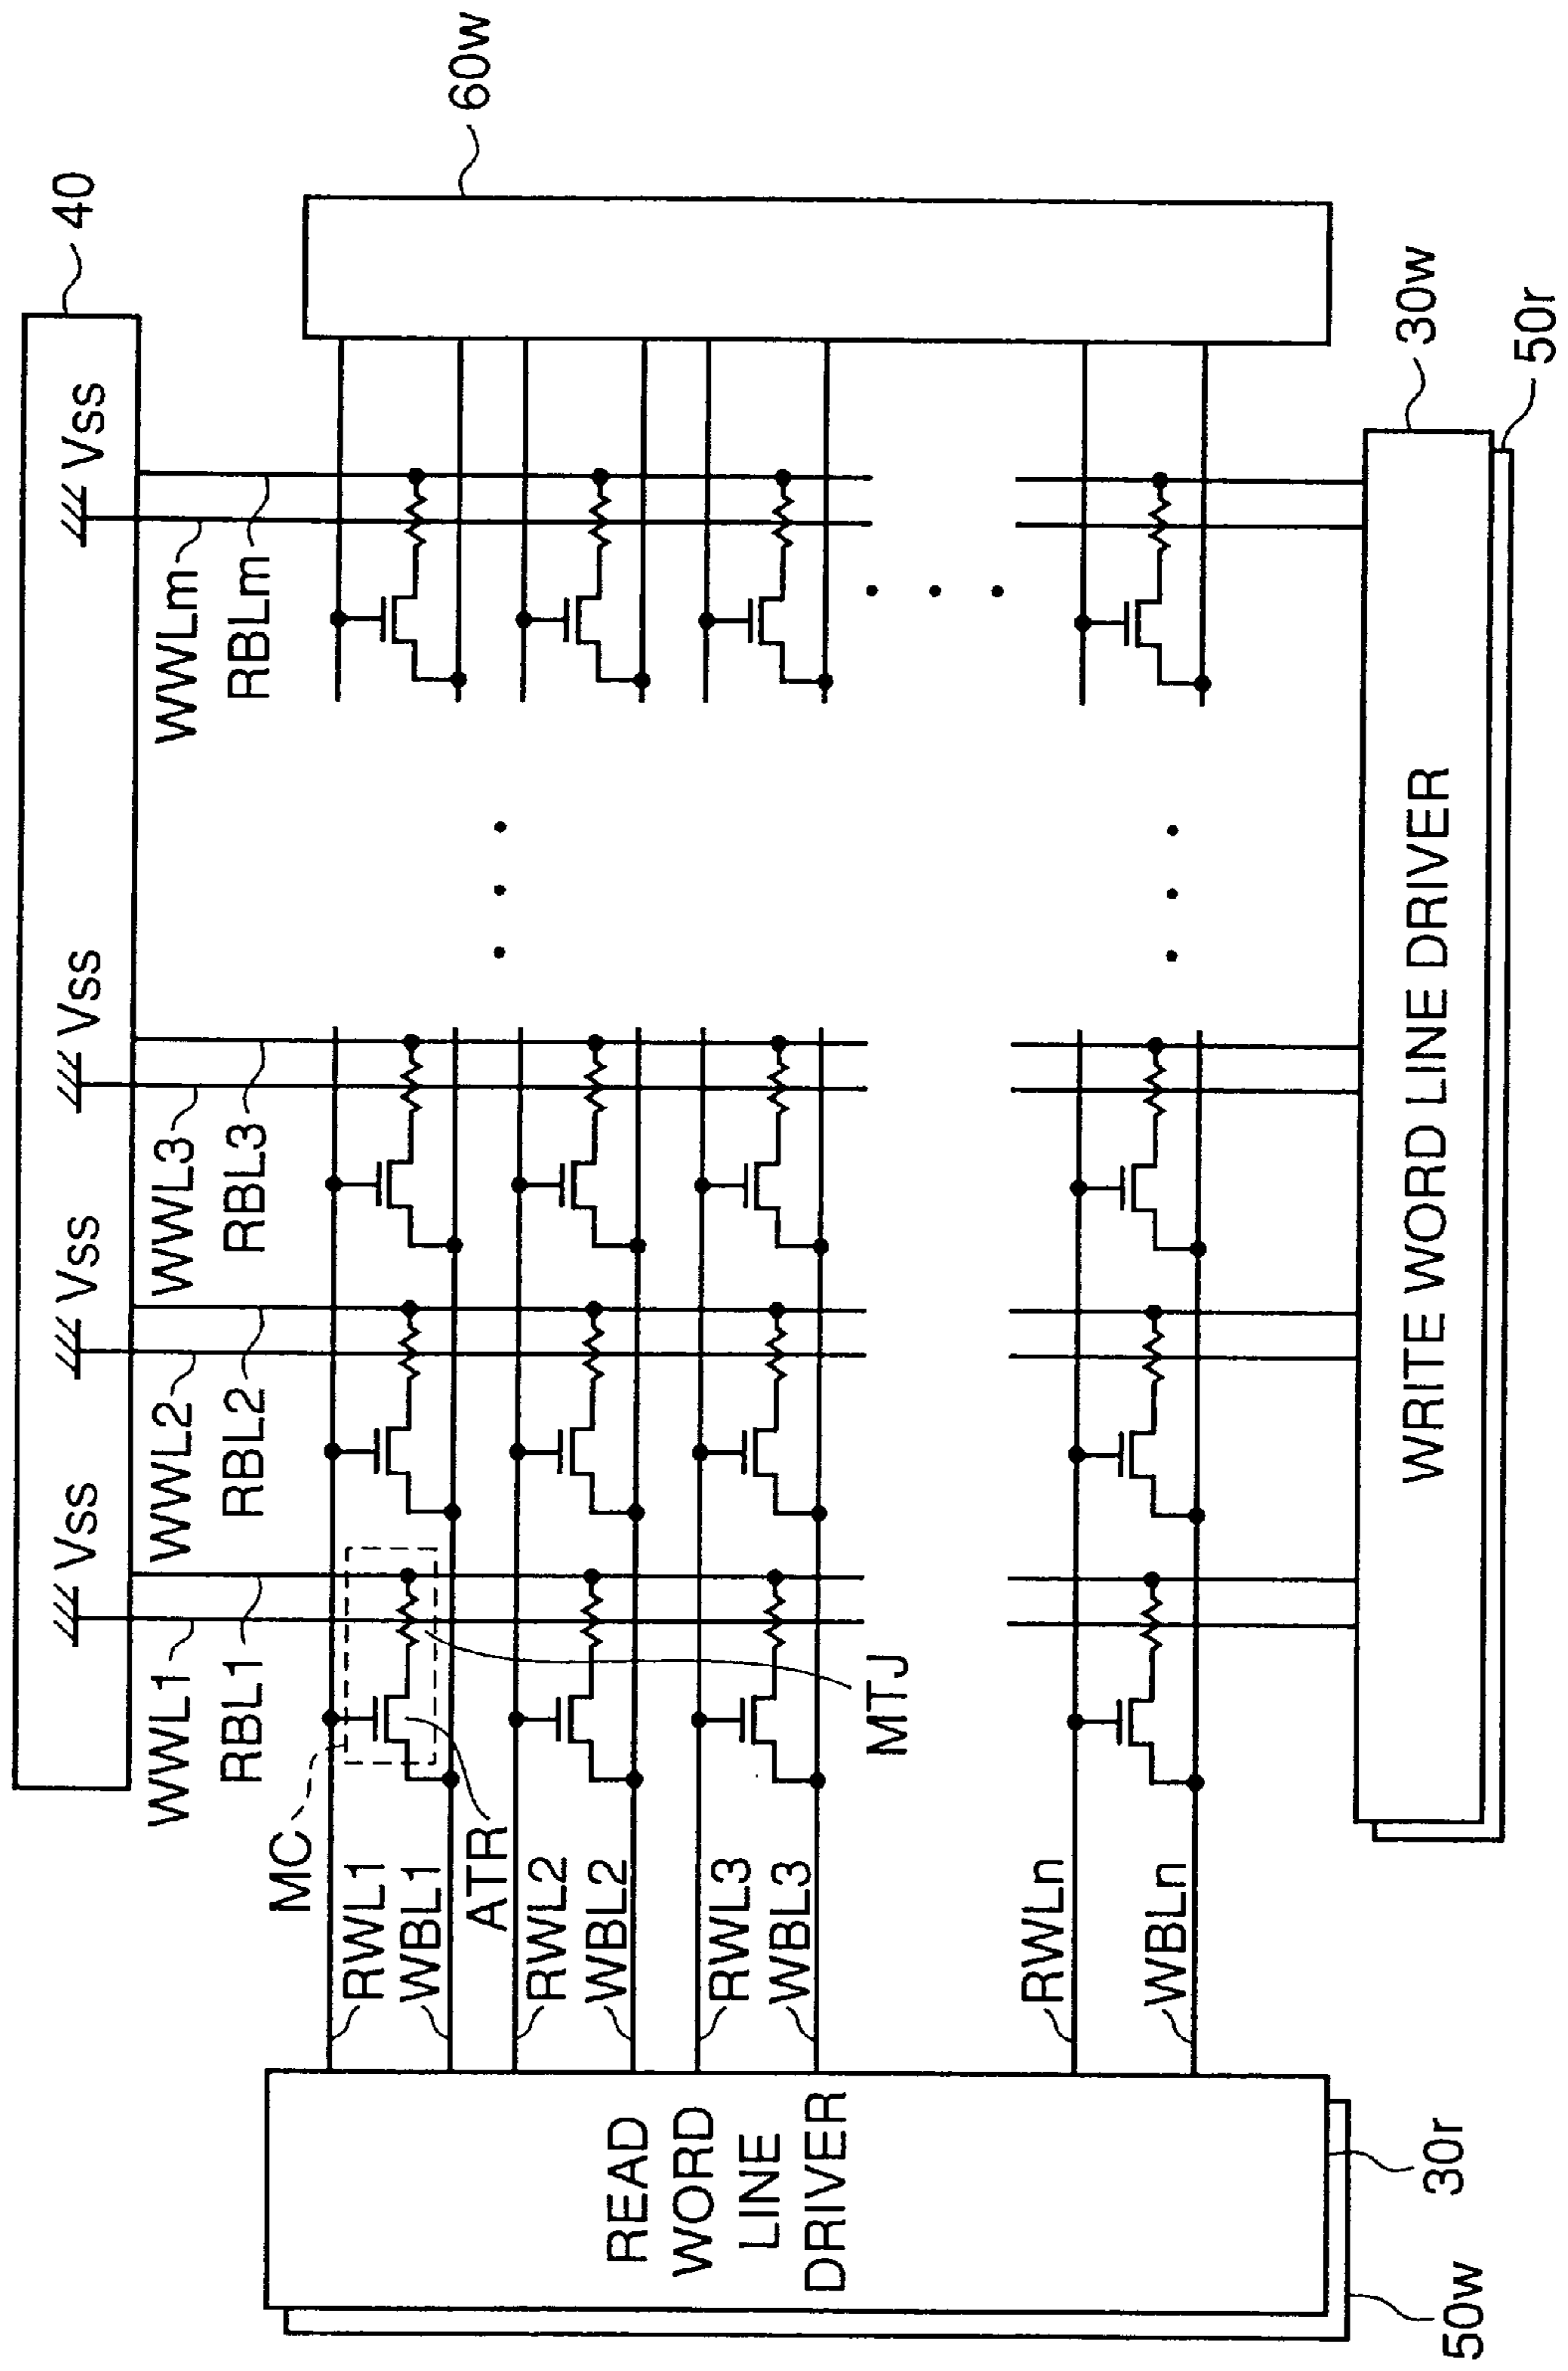 40
60w
Vss
Vss
Vss
Vss
WWL1
RBL1
WWL2
RBL2
WWL3
RBL3
WWLm
RBLm
MC
RWL1
WBL1
ATR
RWL2
WBL2
RWL3
WBL3
MTJ
RWLn
WBLn
READ
WORD
LINE
DRIVER
WRITE WORD LINE DRIVER
30w
50r
30r
50w